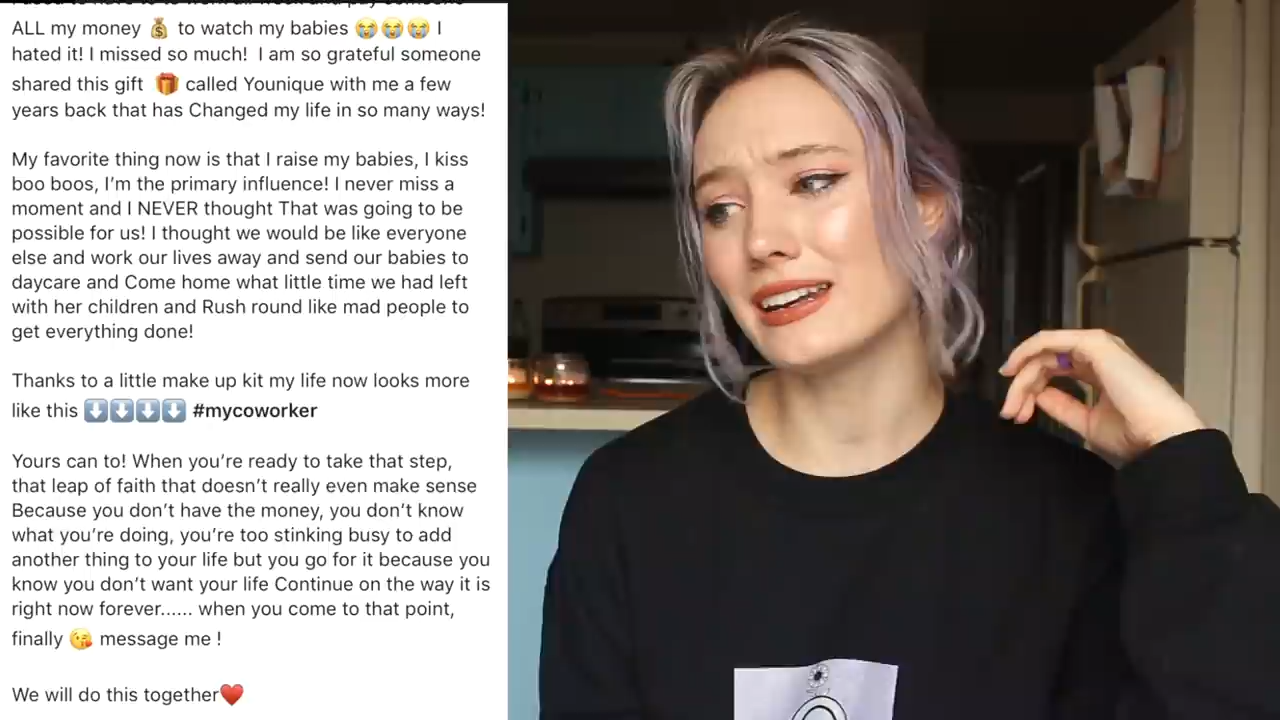 ALL my money 💰 to watch my babies 😭😭😭 I
hated it! I missed so much!  I am so grateful someone
shared this gift 🎁 called Younique with me a few
years back that has Changed my life in so many ways!
My favorite thing now is that I raise my babies, I kiss
boo boos, I'm the primary influence! I never miss a
moment and I NEVER thought That was going to be
possible for us! I thought we would be like everyone
else and work our lives away and send our babies to
daycare and Come home what little time we had left
with her children and Rush round like mad people to
get everything done!
Thanks to a little make up kit my life now looks more
like this ⬇️⬇️⬇️⬇️ #mycoworker
Yours can to! When you're ready to take that step,
that leap of faith that doesn't really even make sense
Because you don't have the money, you don't know
what you're doing, you're too stinking busy to add
another thing to your life but you go for it because you
know you don't want your life Continue on the way it is
right now forever...... when you come to that point,
finally 😘 message me !
We will do this together❤️